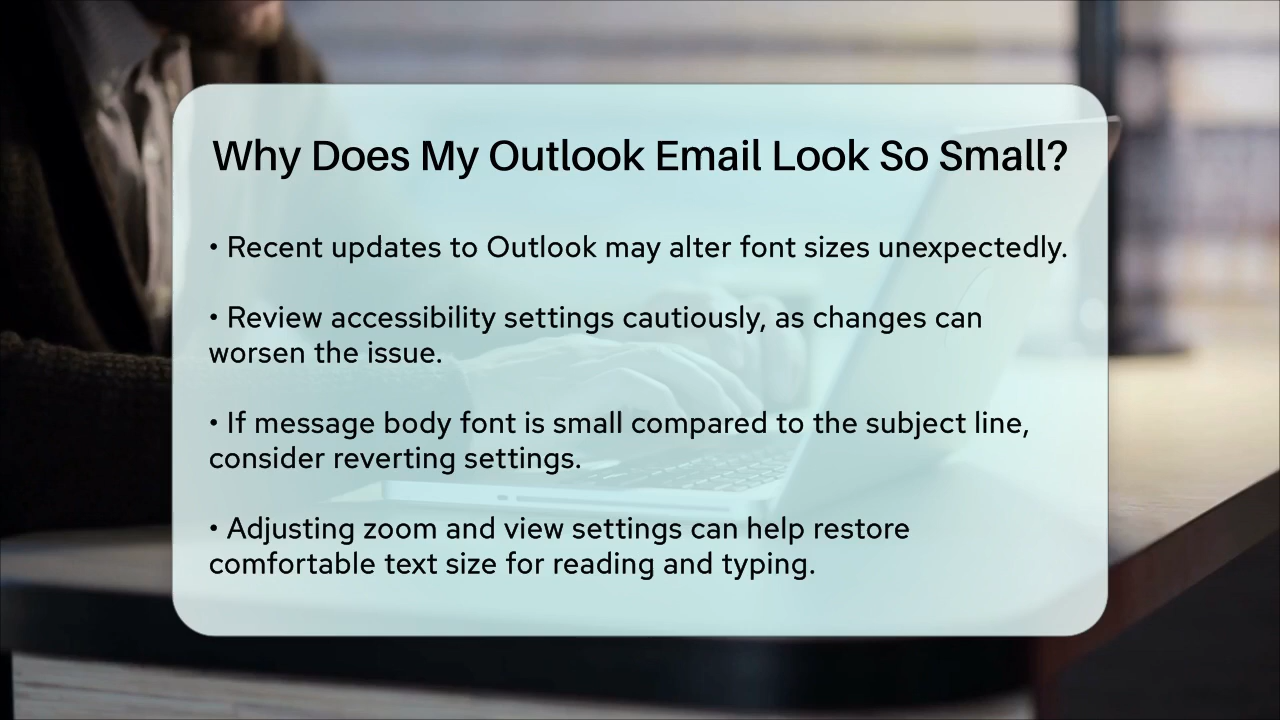 Why Does My Outlook Email Look So Small?
• Recent updates to Outlook may alter font sizes unexpectedly.
• Review accessibility settings cautiously, as changes can
worsen the issue.
• If message body font is small compared to the subject line,
consider reverting settings.
• Adjusting zoom and view settings can help restore
comfortable text size for reading and typing.